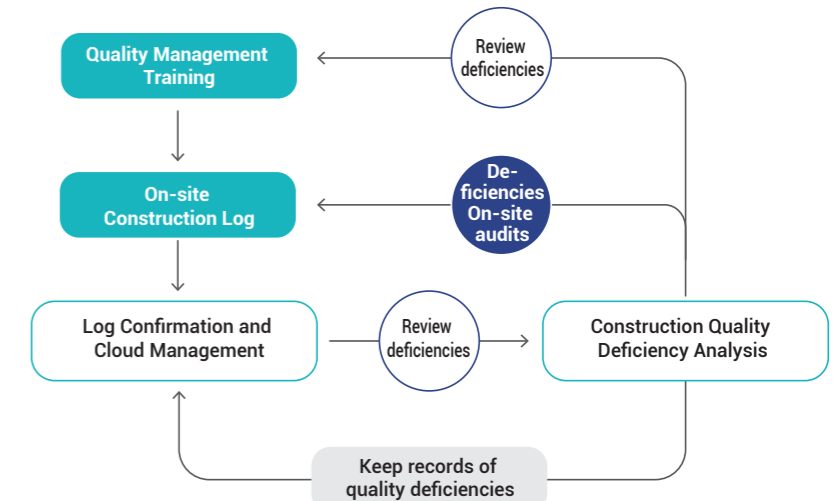 Quality Management
Training
Review
deficiencies
On-site
Construction Log
De-
ficiencies
On-site
audits
Log Confirmation and
Cloud Management
Review
deficiencies
Construction Quality
Deficiency Analysis
Keep records of
quality deficiencies